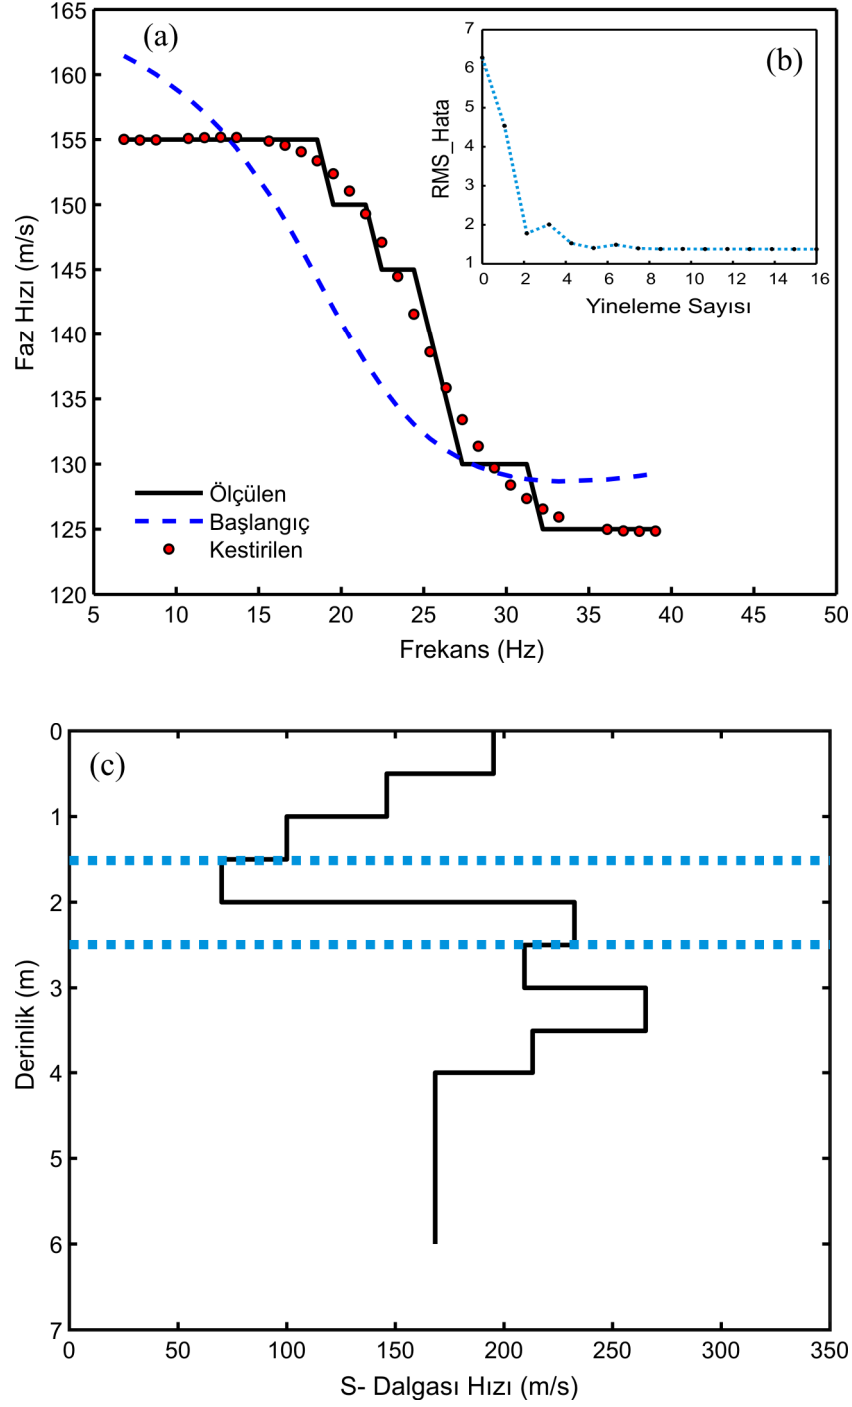 165
160
155
150
145
140
135
130
125
120
Faz Hızı (m/s)
(a)
Ölçülen
Başlangıç
Kestirilen
5 10 15 20 25 30 35 40 45 50
Frekans (Hz)
7
6
5
4
3
2
1
RMS_Hata
(b)
0 2 4 6 8 10 12 14 16
Yineleme Sayısı
0
1
2
3
4
5
6
7
Derinlik (m)
(c)
0 50 100 150 200 250 300 350
S- Dalgası Hızı (m/s)